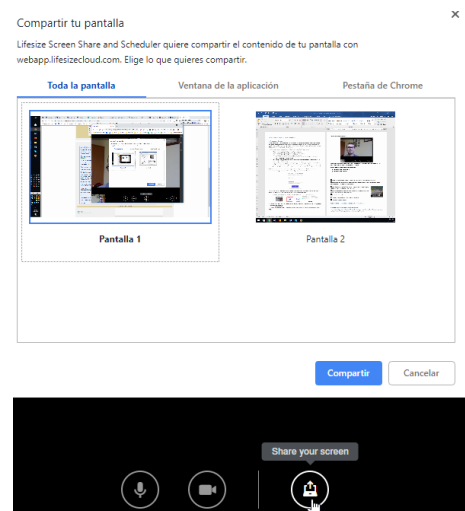 Compartir tu pantalla
Lifesize Screen Share and Scheduler quiere compartir el contenido de tu pantalla con
webapp.lifesizecloud.com. Elige lo que quieres compartir.
Toda la pantalla Ventana de la aplicación Pestaña de Chrome
Pantalla 1 Pantalla 2
Compartir Cancelar
Share your screen